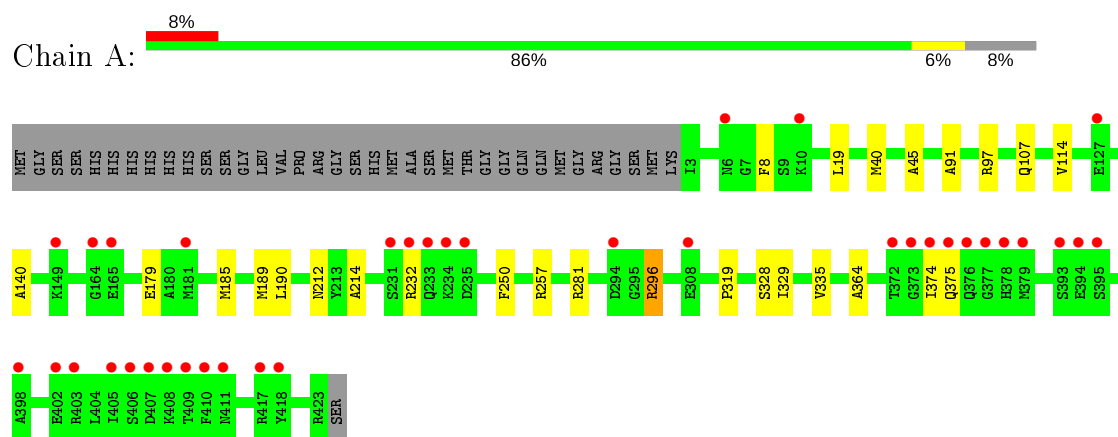 8%
Chain A:
86% 6% 8%
MET GLY SER SER HIS HIS HIS HIS HIS HIS SER SER GLY LEU VAL PRO ARG GLY SER HIS MET ALA SER MET THR GLY GLY GLN GLN MET GLY ARG GLY SER MET LYS I3 N6 G7 F8 S9 K10 L19 M40 A45 A91 R97 Q107 V114 E127
A140 K149 G164 E165 E179 A180 M181 M185 M189 L190 N212 Y213 A214 S231 R232 Q233 K234 D235 F250 R257 R281 D294 G295 R296 E308 P319 S328 I329 V335 A364 T372 G373 I374 Q375 Q376 G377 H378 M379 S393 E394 S395
A398 E402 R403 L404 I405 S406 D407 K408 T409 F410 N411 R417 Y418 R423 SER